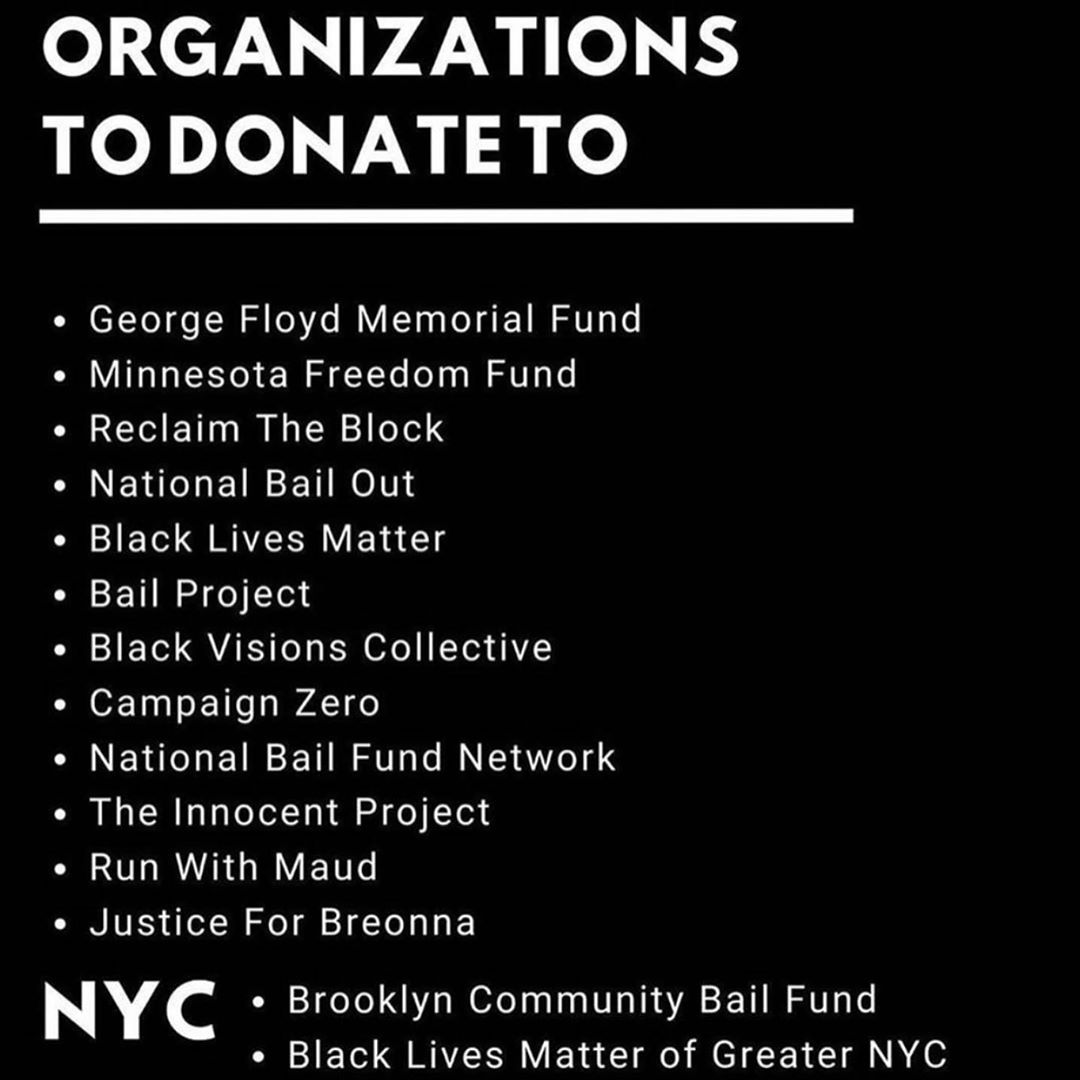 ORGANIZATIONS
TO DONATE TO
• George Floyd Memorial Fund
• Minnesota Freedom Fund
• Reclaim The Block
• National Bail Out
• Black Lives Matter
• Bail Project
• Black Visions Collective
• Campaign Zero
• National Bail Fund Network
• The Innocent Project
• Run With Maud
• Justice For Breonna
NYC
• Brooklyn Community Bail Fund
• Black Lives Matter of Greater NYC